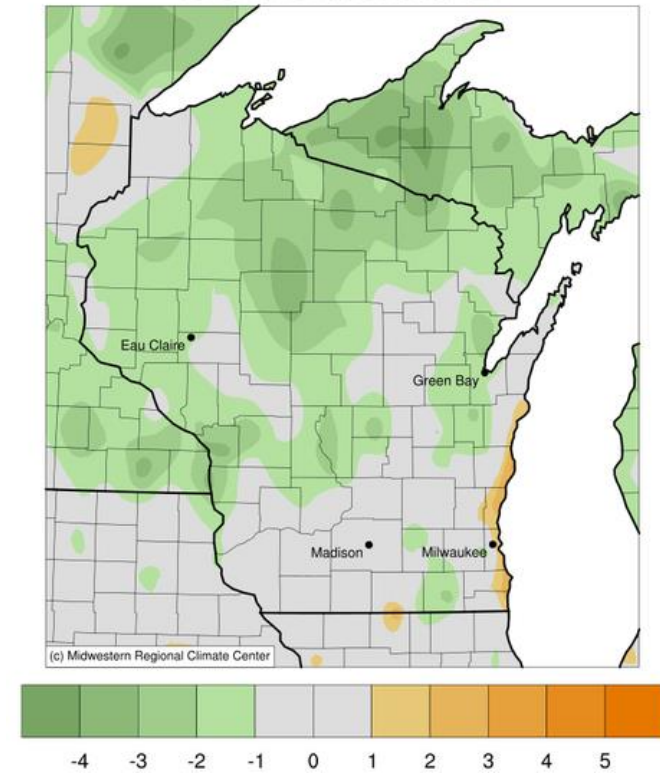 Eau Claire
Green Bay
Madison
Milwaukee
(c) Midwestern Regional Climate Center
-4 -3 -2 -1 0 1 2 3 4 5